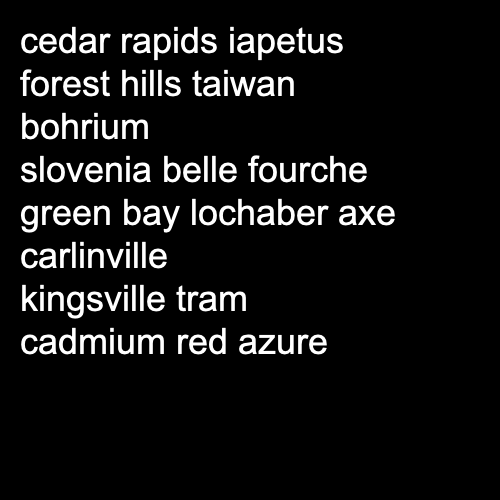 cedar rapids iapetus
forest hills taiwan
bohrium
slovenia belle fourche
green bay lochaber axe
carlinville
kingsville tram
cadmium red azure